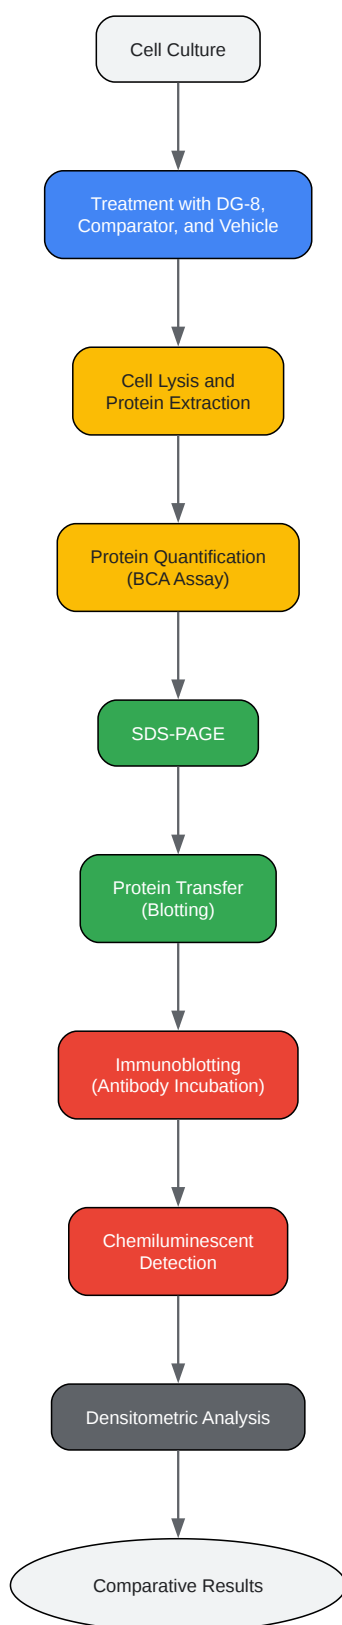 Cell Culture
Treatment with DG-8,
Comparator, and Vehicle
Cell Lysis and
Protein Extraction
Protein Quantification
(BCA Assay)
SDS-PAGE
Protein Transfer
(Blotting)
Immunoblotting
(Antibody Incubation)
Chemiluminescent
Detection
Densitometric Analysis
Comparative Results